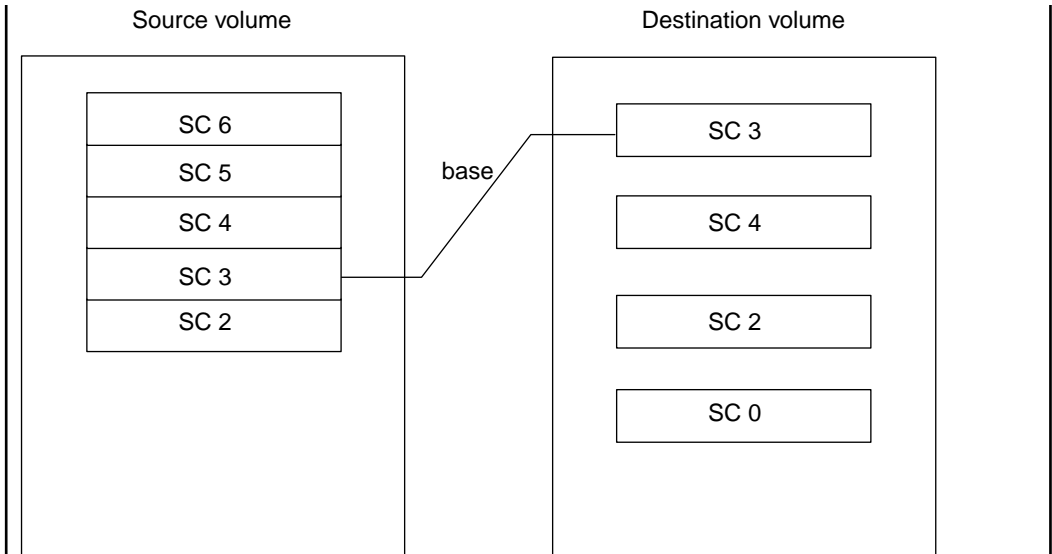 Source volume
Destination volume
SC 6
SC 5
SC 4
SC 3
SC 2
base
SC 3
SC 4
SC 2
SC 0